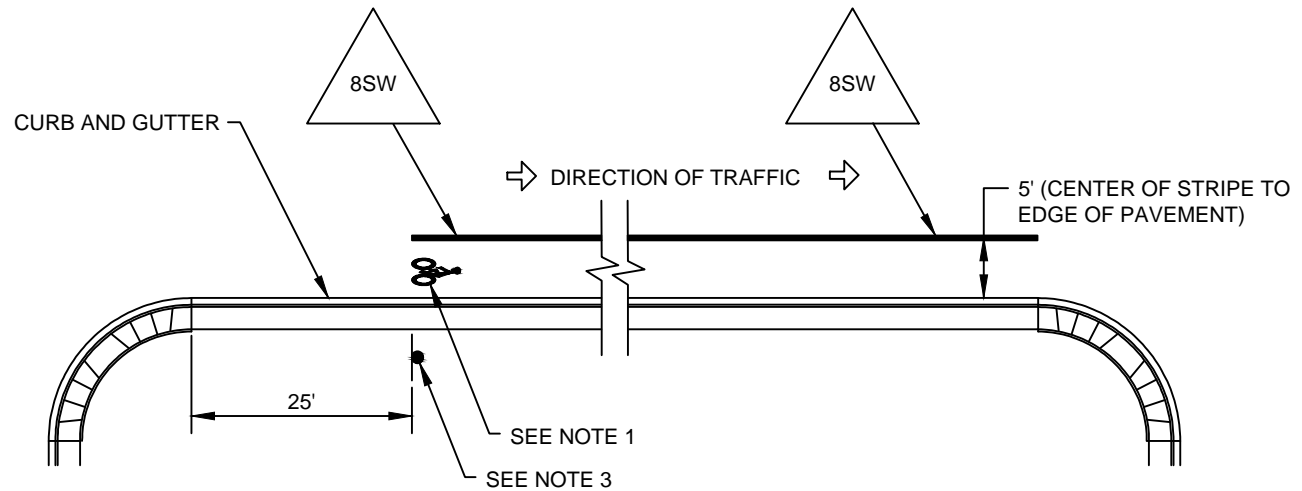 8SW
8SW
CURB AND GUTTER
DIRECTION OF TRAFFIC
5' (CENTER OF STRIPE TO
EDGE OF PAVEMENT)
25'
SEE NOTE 1
SEE NOTE 3